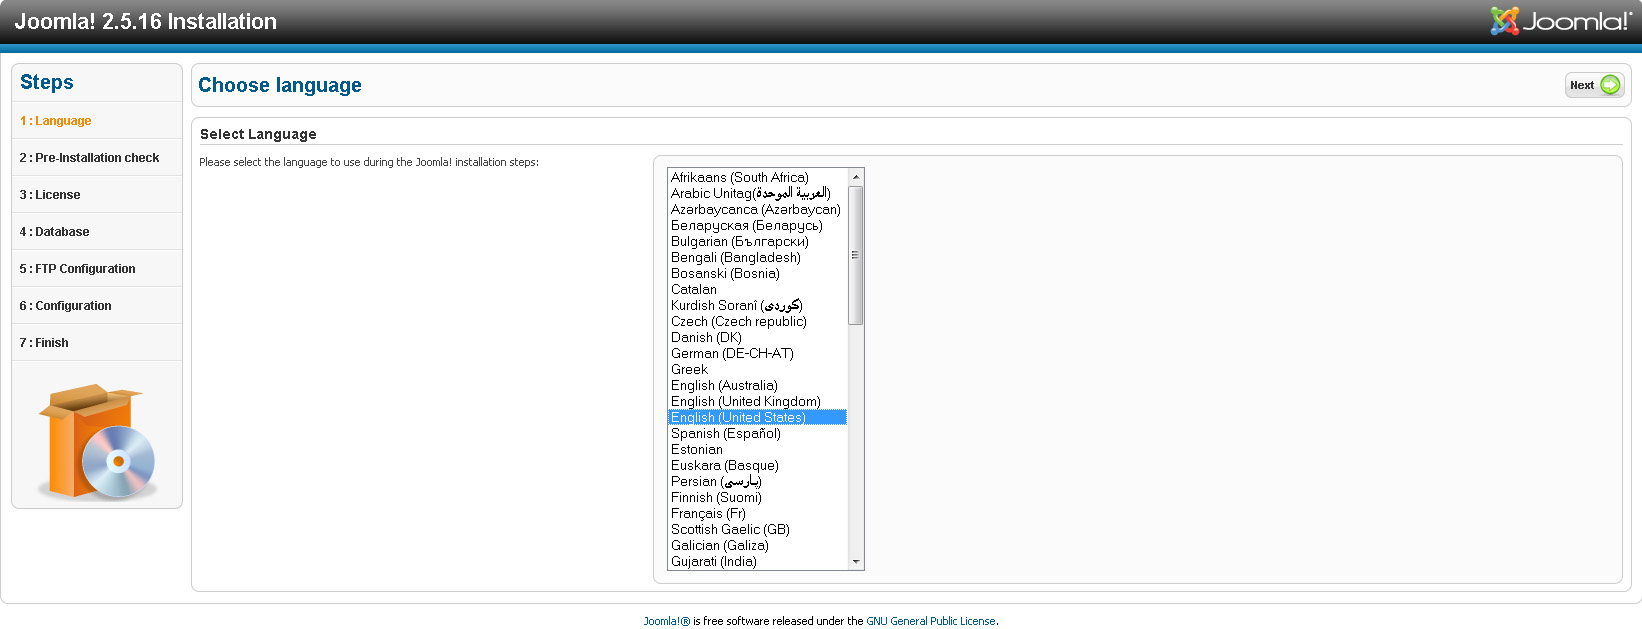 Joomla! 2.5.16 Installation
Joomla!®
Steps
1 : Language
2 : Pre-Installation check
3 : License
4 : Database
5 : FTP Configuration
6 : Configuration
7 : Finish
Choose language
Next
Select Language
Please select the language to use during the Joomla! installation steps:
Afrikaans (South Africa)
Arabic Unitag(العربية الموحدة)
Azərbaycanca (Azərbaycan)
Беларуская (Беларусь)
Bulgarian (Български)
Bengali (Bangladesh)
Bosanski (Bosnia)
Catalan
Kurdish Soranî (کوردی)
Czech (Czech republic)
Danish (DK)
German (DE-CH-AT)
Greek
English (Australia)
English (United Kingdom)
English (United States)
Spanish (Español)
Estonian
Euskara (Basque)
Persian (پارسی)
Finnish (Suomi)
Français (Fr)
Scottish Gaelic (GB)
Galician (Galiza)
Gujarati (India)
Joomla!® is free software released under the GNU General Public License.